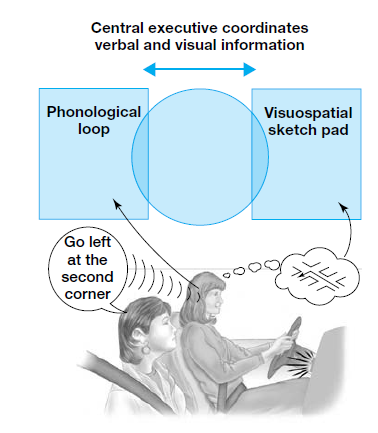 Central executive coordinates
verbal and visual information
Phonological
loop
Visuospatial
sketch pad
Go left
at the
second
corner